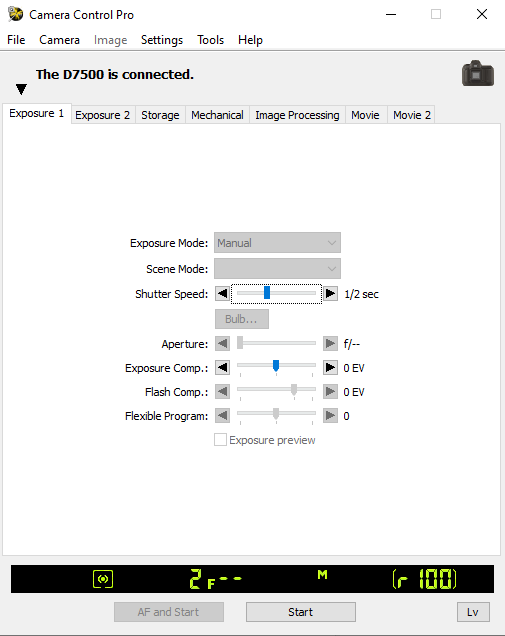 Camera Control Pro
File Camera Image Settings Tools Help
The D7500 is connected.
Exposure 1 Exposure 2 Storage Mechanical Image Processing Movie Movie 2
Exposure Mode: Manual
Scene Mode:
Shutter Speed: 1/2 sec
Bulb...
Aperture: f/--
Exposure Comp.: 0 EV
Flash Comp.: 0 EV
Flexible Program: 0
Exposure preview
2 F-- M (r 100)
AF and Start Start Lv